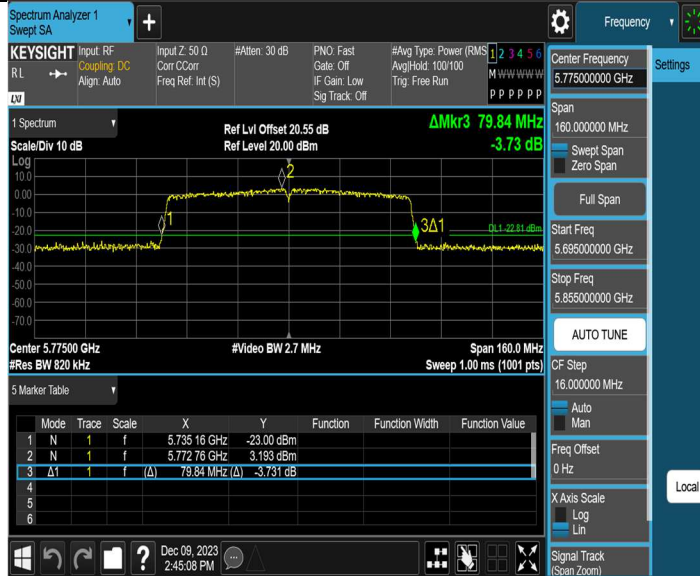 Spectrum Analyzer 1
Swept SA
Frequency
KEYSIGHT
RL
LXI
Input: RF
Coupling: DC
Align: Auto
Input Z: 50 Ω
Corr CCorr
Freq Ref: Int (S)
#Atten: 30 dB
PNO: Fast
Gate: Off
IF Gain: Low
Sig Track: Off
#Avg Type: Power (RMS
Avg|Hold: 100/100
Trig: Free Run
1 2 3 4 5 6
M W W W W W
P P P P P P
Center Frequency
5.775000000 GHz
Settings
Span
160.000000 MHz
Swept Span
Zero Span
Full Span
Start Freq
5.695000000 GHz
Stop Freq
5.855000000 GHz
AUTO TUNE
CF Step
16.000000 MHz
Auto
Man
Freq Offset
0 Hz
X Axis Scale
Log
Lin
Signal Track
(Span Zoom)
Local
1 Spectrum
Scale/Div 10 dB
Ref Lvl Offset 20.55 dB
Ref Level 20.00 dBm
ΔMkr3 79.84 MHz
-3.73 dB
Log
10.0
0.00
-10.0
-20.0
-30.0
-40.0
-50.0
-60.0
-70.0
2
1
3Δ1
DL1 -22.81 dBm
Center 5.77500 GHz
#Res BW 820 kHz
#Video BW 2.7 MHz
Span 160.0 MHz
Sweep 1.00 ms (1001 pts)
5 Marker Table
Mode Trace Scale X Y Function Function Width Function Value
1 N 1 f 5.735 16 GHz -23.00 dBm
2 N 1 f 5.772 76 GHz 3.193 dBm
3 Δ1 1 f (Δ) 79.84 MHz (Δ) -3.731 dB
4
5
6
?
Dec 09, 2023
2:45:08 PM